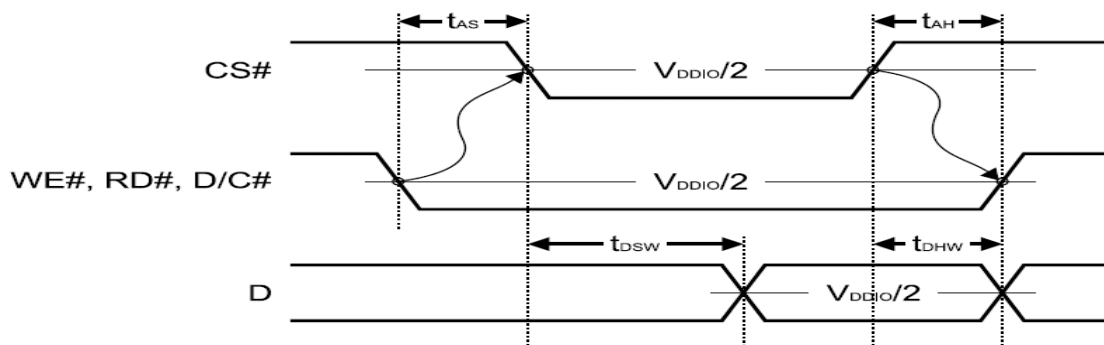 tAS tAH
CS# VDDIO/2
WE#, RD#, D/C# VDDIO/2
tDSW tDHW
D VDDIO/2